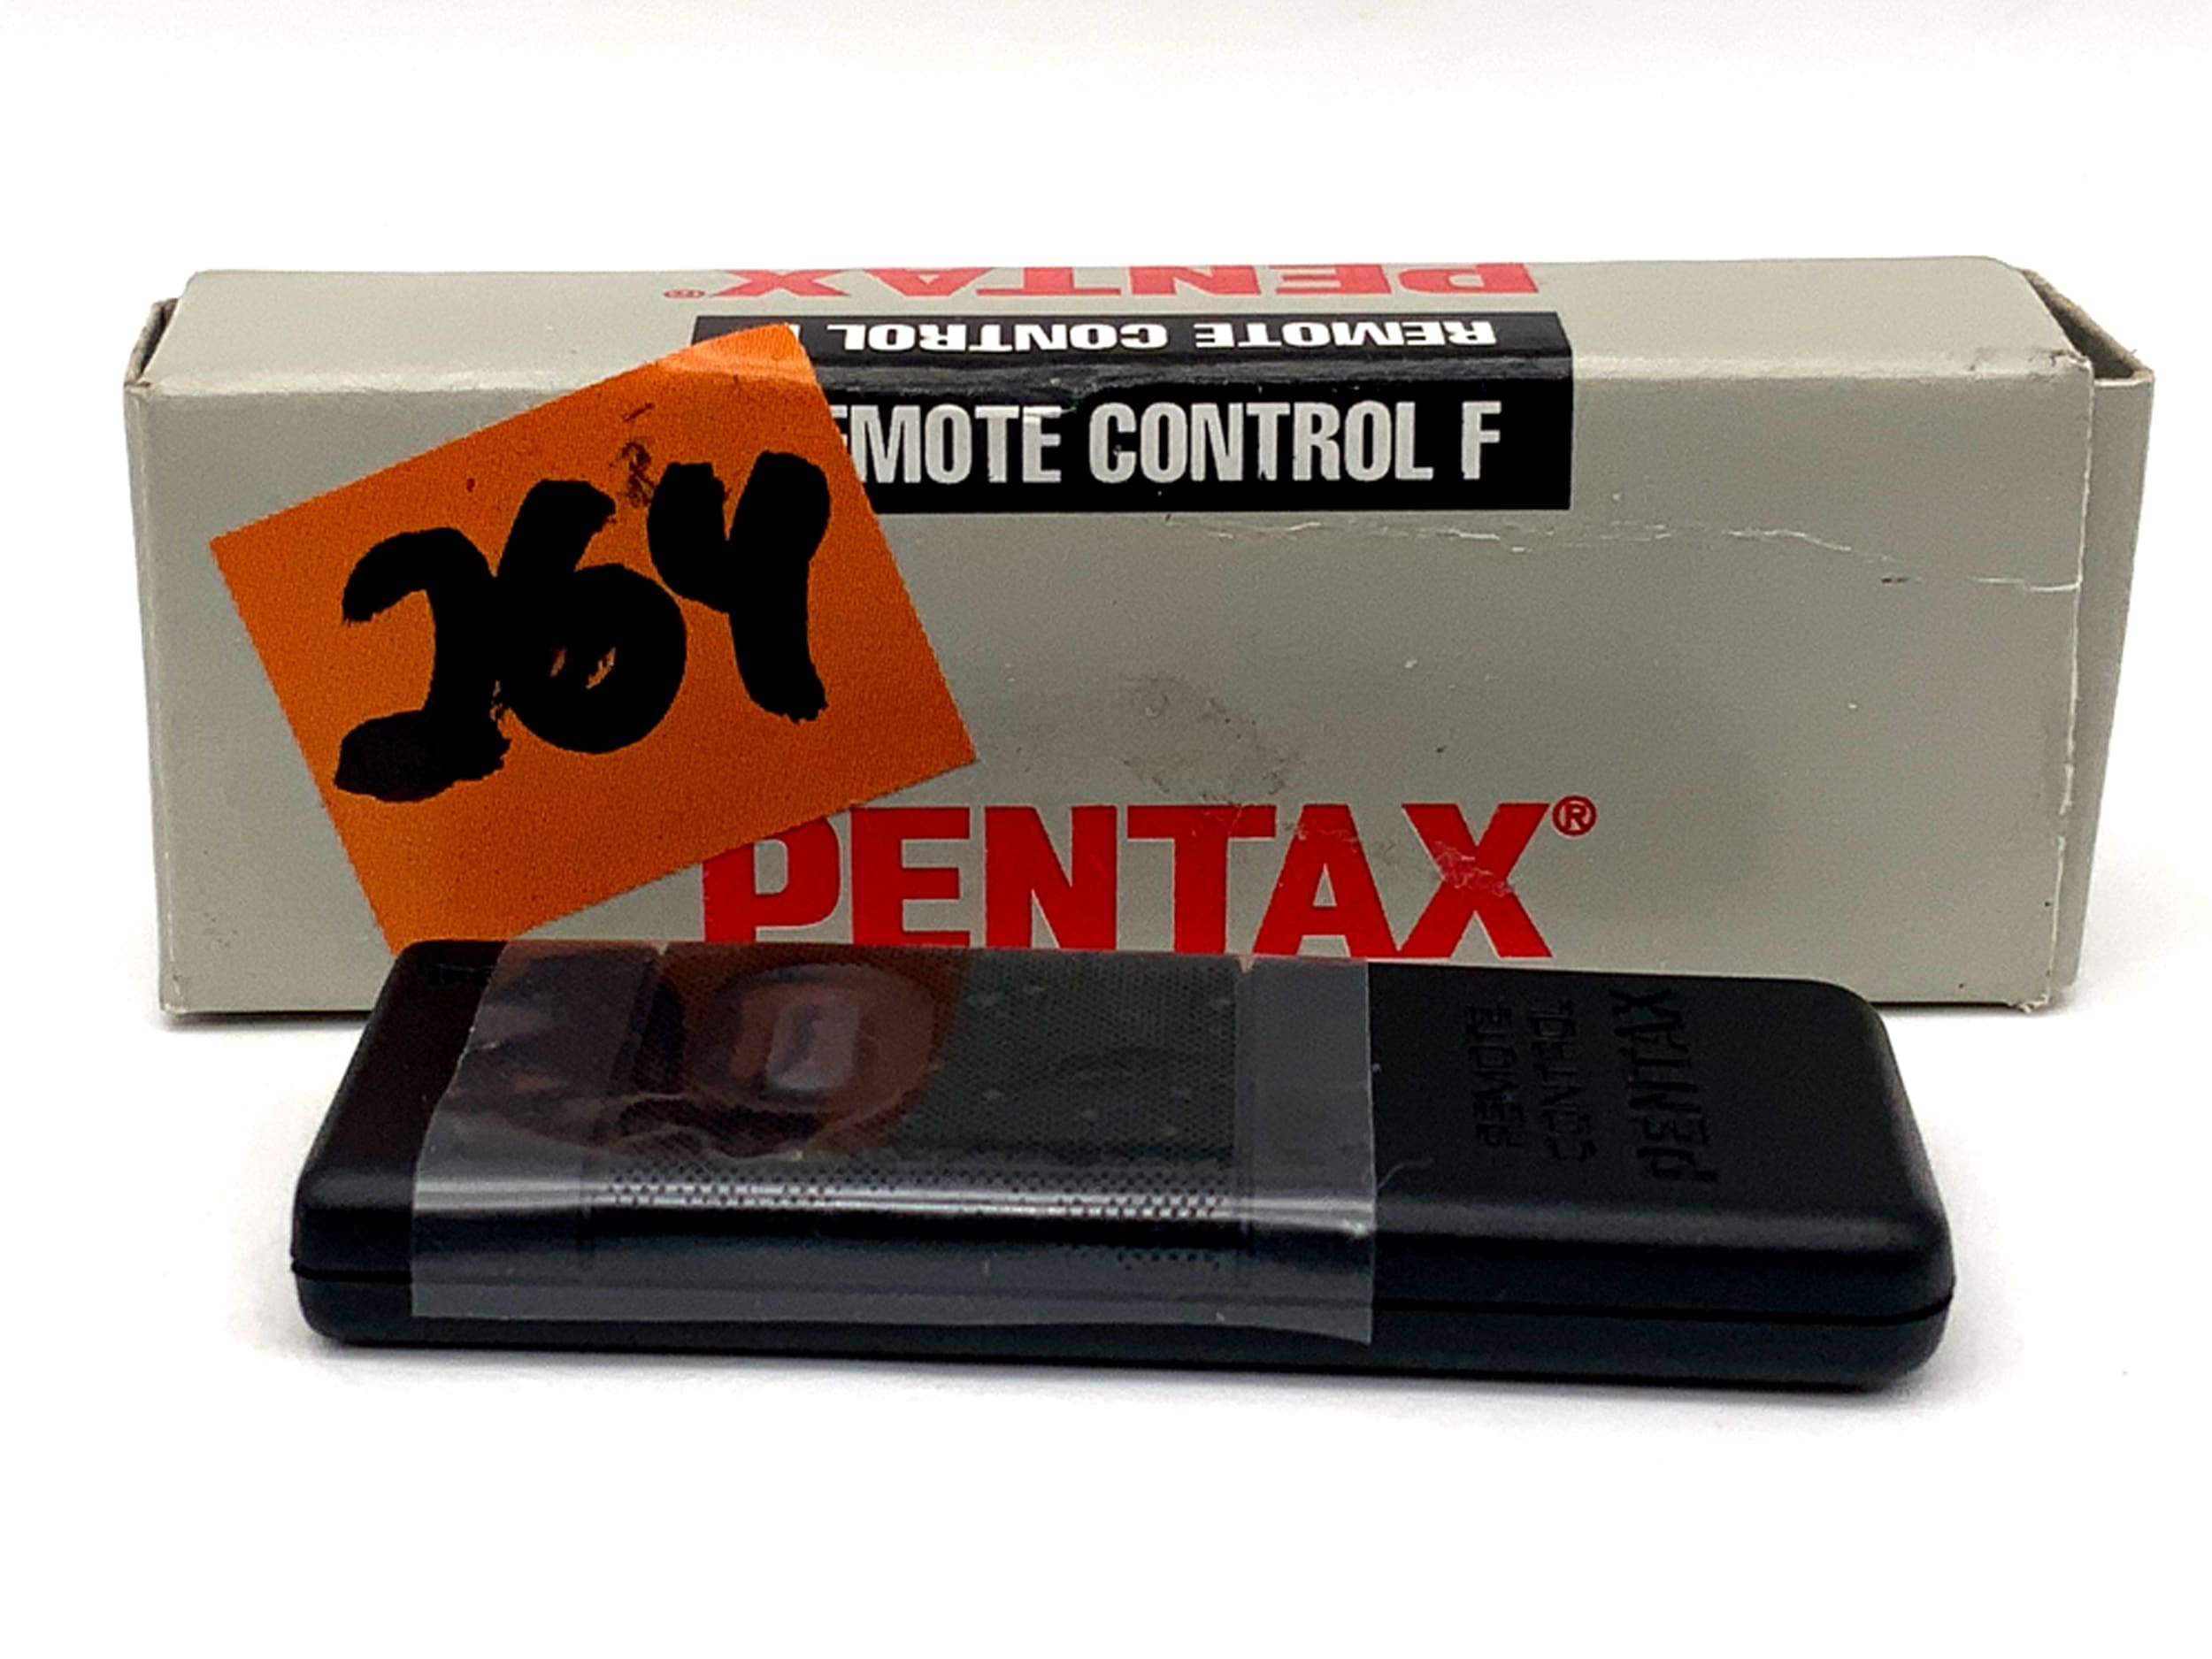 PENTAX®
REMOTE CONTROL
EMOTE CONTROL F
264
PENTAX®
REMOTE
CONTROL
PENTAX